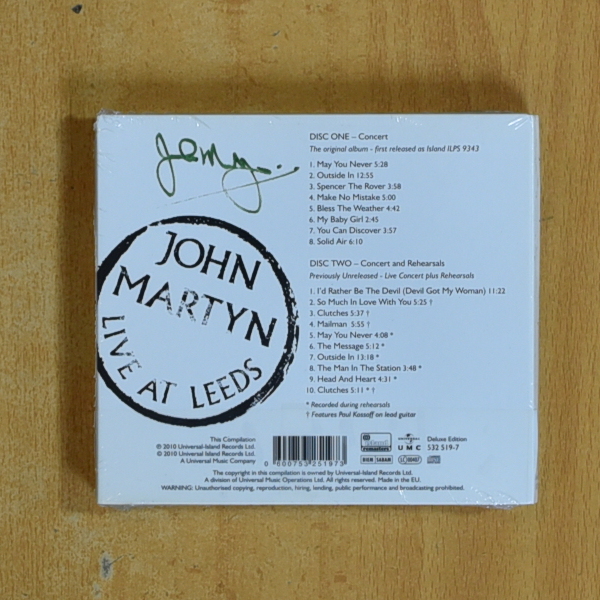 DISC ONE – Concert
The original album - first released as Island ILPS 9343
1. May You Never 5:28
2. Outside In 12:55
3. Spencer The Rover 3:58
4. Make No Mistake 5:00
5. Bless The Weather 4:42
6. My Baby Girl 2:45
7. You Can Discover 3:57
8. Solid Air 6:10
JOHN
MARTYN
LIVE AT LEEDS
DISC TWO – Concert and Rehearsals
Previously Unreleased - Live Concert plus Rehearsals
1. I'd Rather Be The Devil (Devil Got My Woman) 11:22
2. So Much In Love With You 5:25 †
3. Clutches 5:37 †
4. Mailman 5:55 †
5. May You Never 4:08 *
6. The Message 5:12 *
7. Outside In 13:18 *
8. The Man In The Station 3:48 *
9. Head And Heart 4:31 *
10. Clutches 5:11 * †
* Recorded during rehearsals
† Features Paul Kossoff on lead guitar
This Compilation
℗ 2010 Universal-Island Records Ltd.
© 2010 Universal-Island Records Ltd.
A Universal Music Company
0 600753 251973
island
remasters
BIEM SABAM
UNIVERSAL
UMC
Deluxe Edition
532 519-7
The copyright in this compilation is owned by Universal-Island Records Ltd.
A division of Universal Music Operations Ltd. All rights reserved. Made in the EU.
WARNING: Unauthorised copying, reproduction, hiring, lending, public performance and broadcasting prohibited.